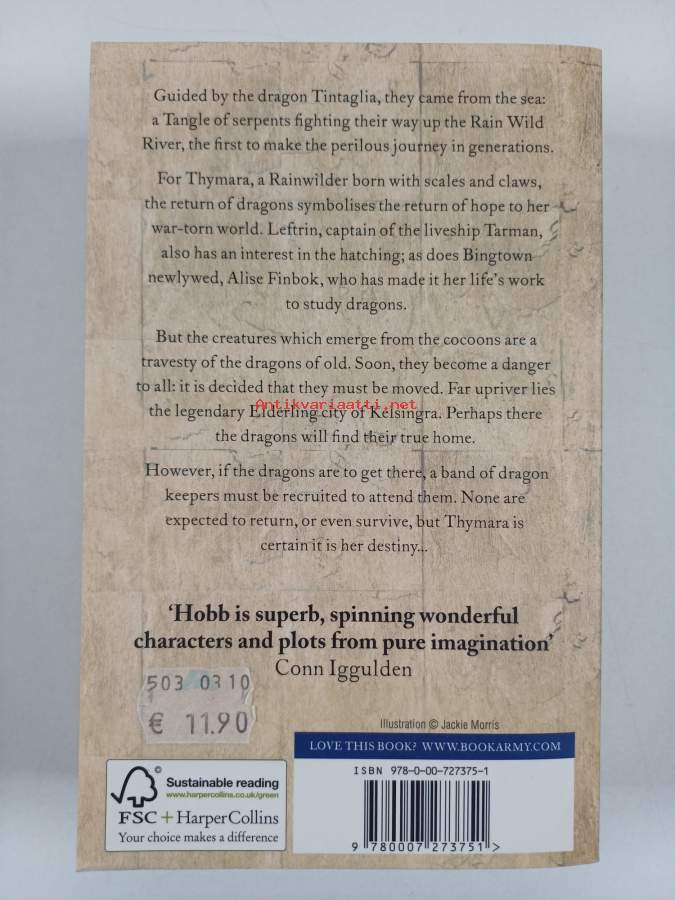 Guided by the dragon Tintaglia, they came from the sea:
a Tangle of serpents fighting their way up the Rain Wild
River, the first to make the perilous journey in generations.
For Thymara, a Rainwilder born with scales and claws,
the return of dragons symbolises the return of hope to her
war-torn world. Leftrin, captain of the liveship Tarman,
also has an interest in the hatching; as does Bingtown
newlywed, Alise Finbok, who has made it her life's work
to study dragons.
But the creatures which emerge from the cocoons are a
travesty of the dragons of old. Soon, they become a danger
to all: it is decided that they must be moved. Far upriver lies
Antikvariaatti.net
the legendary Elderling city of Kelsingra. Perhaps there
the dragons will find their true home.
However, if the dragons are to get there, a band of dragon
keepers must be recruited to attend them. None are
expected to return, or even survive, but Thymara is
certain it is her destiny...
'Hobb is superb, spinning wonderful
characters and plots from pure imagination'
Conn Iggulden
503 03 10
€ 11.90
Illustration © Jackie Morris
LOVE THIS BOOK? WWW.BOOKARMY.COM
ISBN 978-0-00-727375-1
9 780007 273751 >
©
Sustainable reading
www.harpercollins.co.uk/green
FSC + HarperCollins
Your choice makes a difference